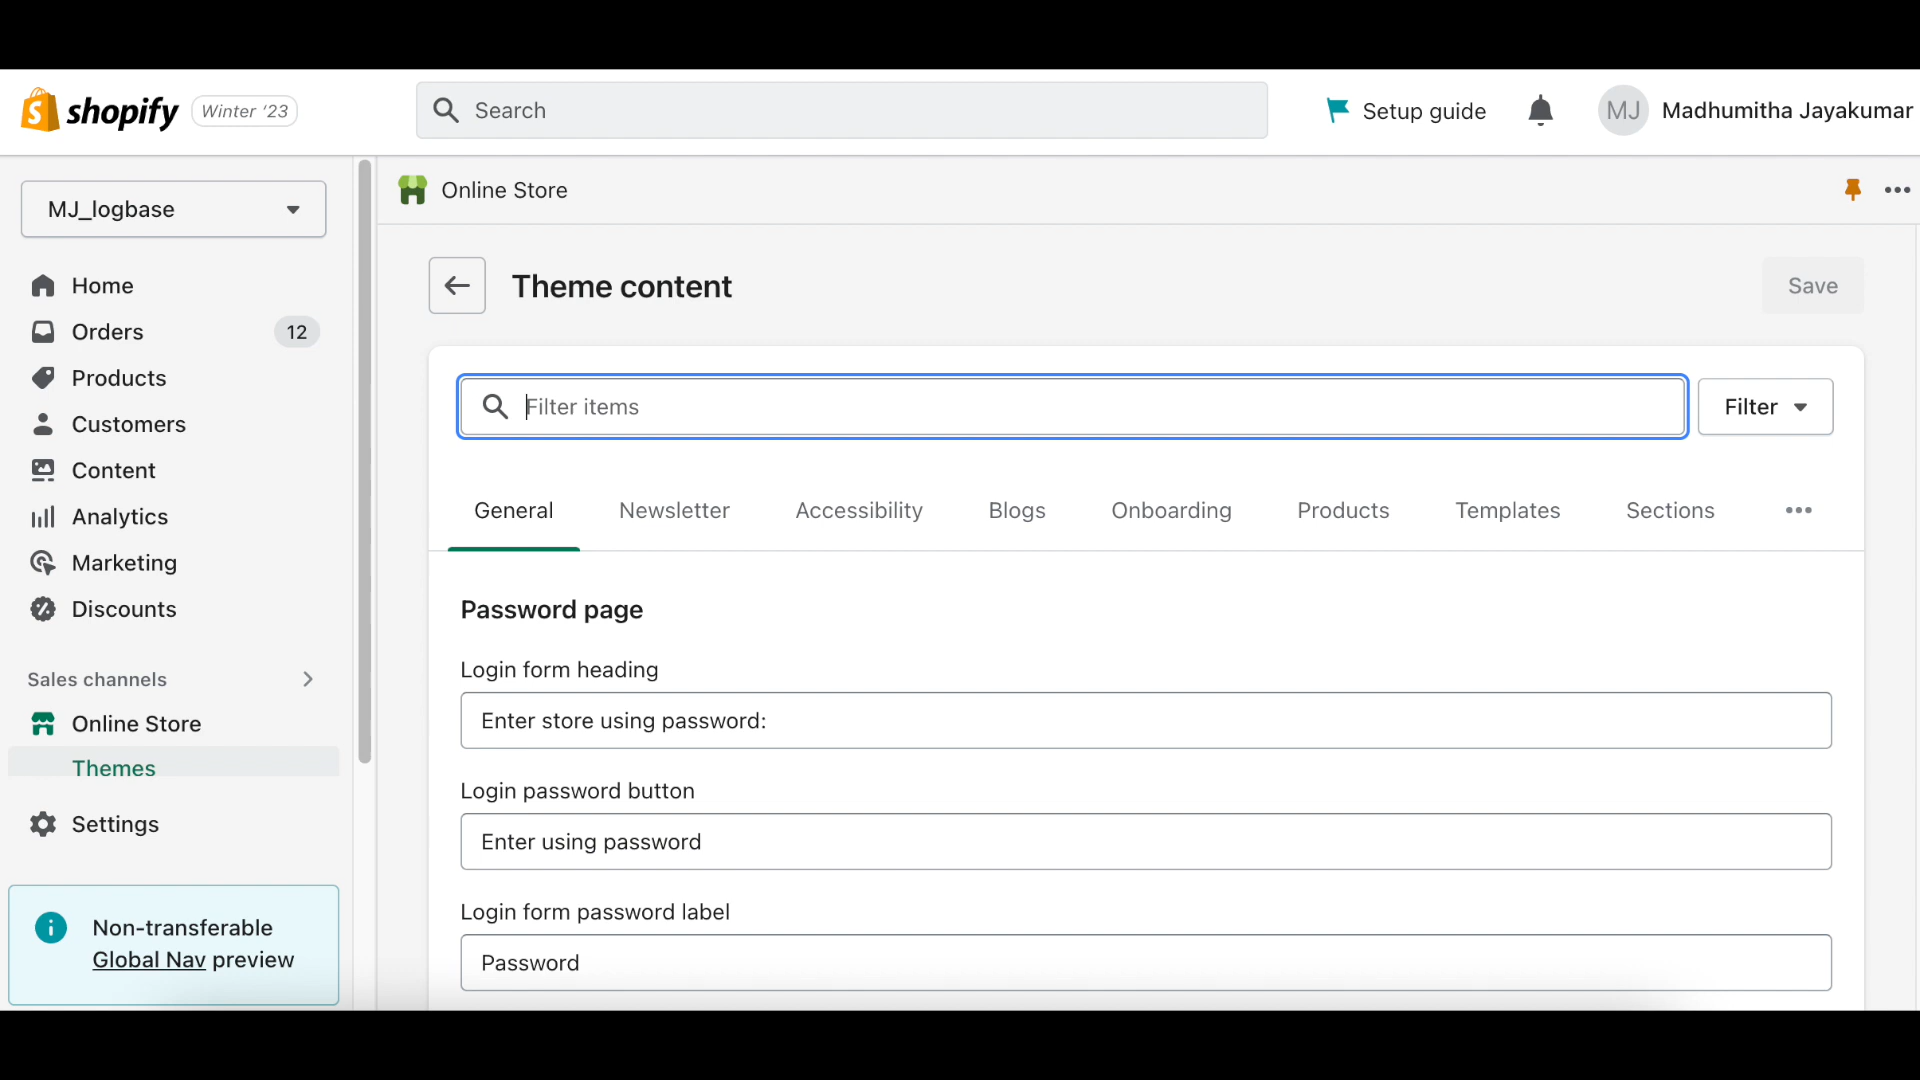 shopify
Winter '23
Search
Setup guide
MJ
Madhumitha Jayakumar
MJ_logbase
Home
Orders
12
Products
Customers
Content
Analytics
Marketing
Discounts
Sales channels
Online Store
Themes
Settings
Non-transferable
Global Nav preview
Online Store
Theme content
Save
Filter items
Filter
General
Newsletter
Accessibility
Blogs
Onboarding
Products
Templates
Sections
Password page
Login form heading
Enter store using password:
Login password button
Enter using password
Login form password label
Password